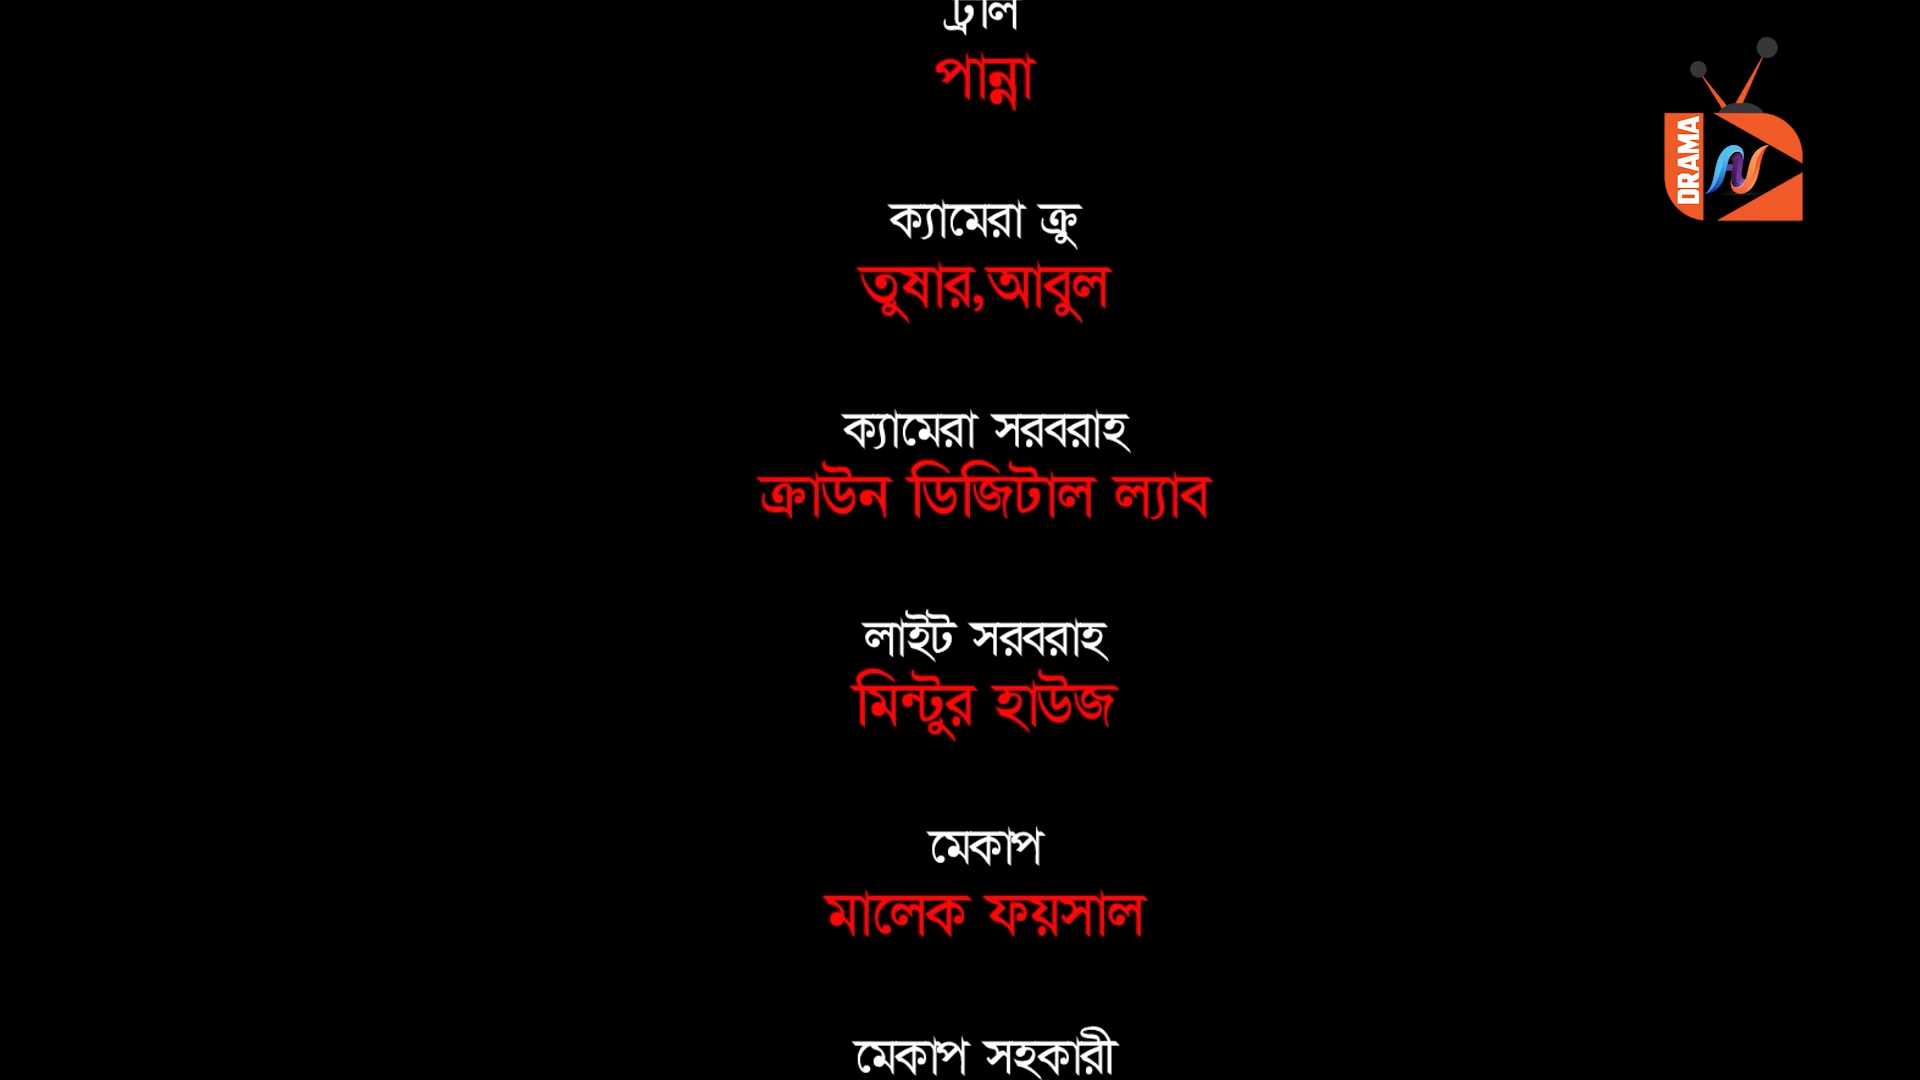 পান্না
ক্যামেরা ক্রু
তুষার,আবুল
ক্যামেরা সরবরাহ
ক্রাউন ডিজিটাল ল্যাব
লাইট সরবরাহ
মিন্টুর হাউজ
মেকাপ
মালেক ফয়সাল
মেকাপ সহকারী
DRAMA